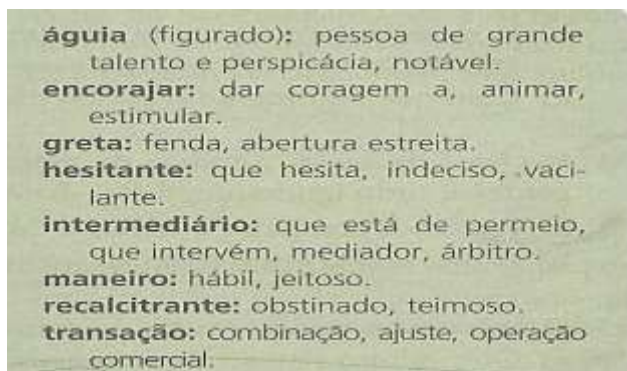 águia (figurado): pessoa de grande
talento e perspicácia, notável.
encorajar: dar coragem a, animar,
estimular.
greta: fenda, abertura estreita.
hesitante: que hesita, indeciso, vaci-
lante.
intermediário: que está de permeio,
que intervém, mediador, árbitro.
maneiro: hábil, jeitoso.
recalcitrante: obstinado, teimoso.
transação: combinação, ajuste, operação
comercial.